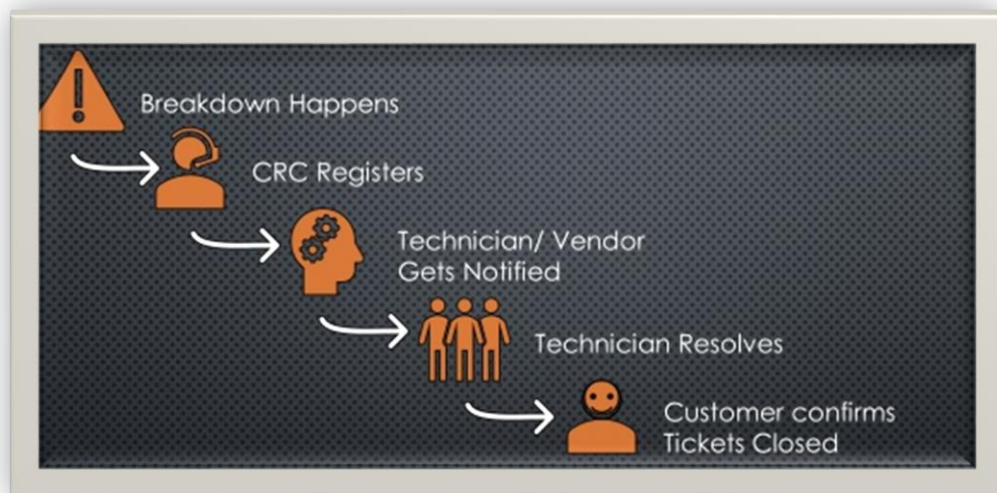 Breakdown Happens
CRC Registers
Technician/ Vendor
Gets Notified
Technician Resolves
Customer confirms
Tickets Closed